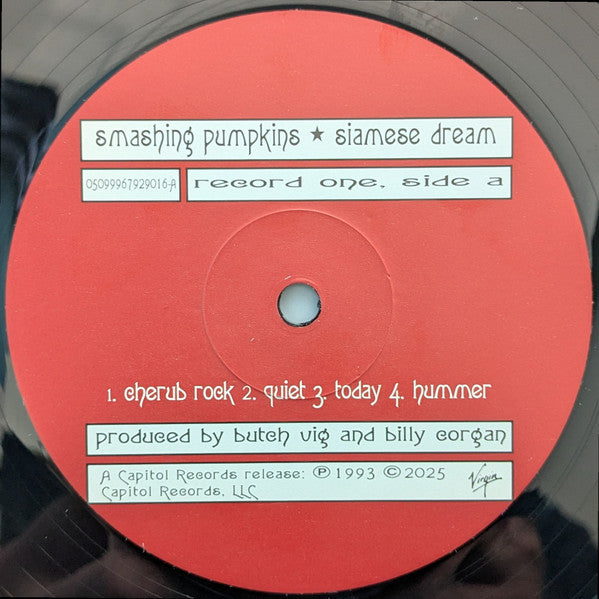 smashing pumpkins ★ siamese dream
05099967929016-A
record one, side a
1. cherub rock 2. quiet 3. today 4. hummer
produced by butch vig and billy corgan
A Capitol Records release: ℗ 1993 © 2025
Capitol Records, LLC
Virgin